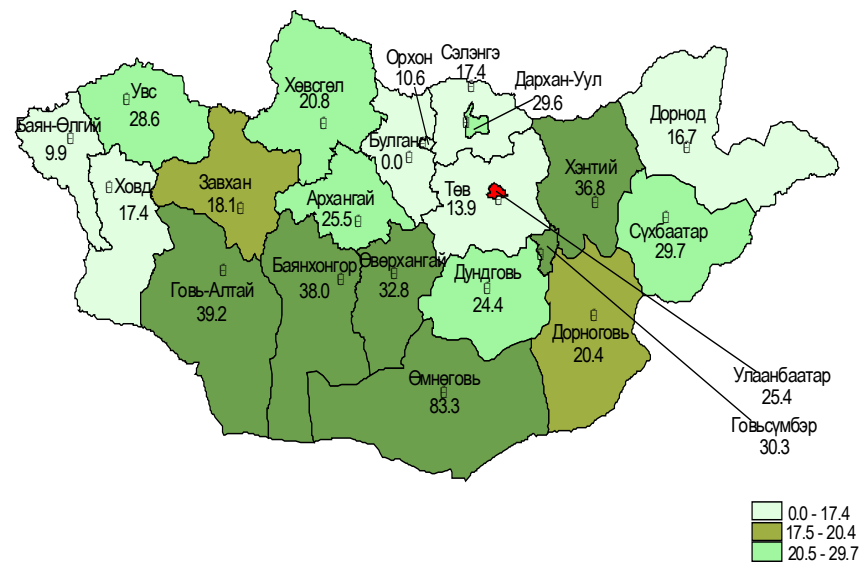 Орхон
10.6
Сэлэнгэ
17.4
Дархан-Уул
29.6
Увс
28.6
Хөвсгөл
20.8
Дорнод
16.7
Баян-Өлгий
9.9
Булган
0.0
Ховд
17.4
Завхан
18.1
Архангай
25.5
Төв
13.9
Хэнтий
36.8
Сүхбаатар
29.7
Говь-Алтай
39.2
Баянхонгор
38.0
Өвөрхангай
32.8
Дундговь
24.4
Дорноговь
20.4
Өмнөговь
83.3
Улаанбаатар
25.4
Говьсүмбэр
30.3
0.0 - 17.4
17.5 - 20.4
20.5 - 29.7